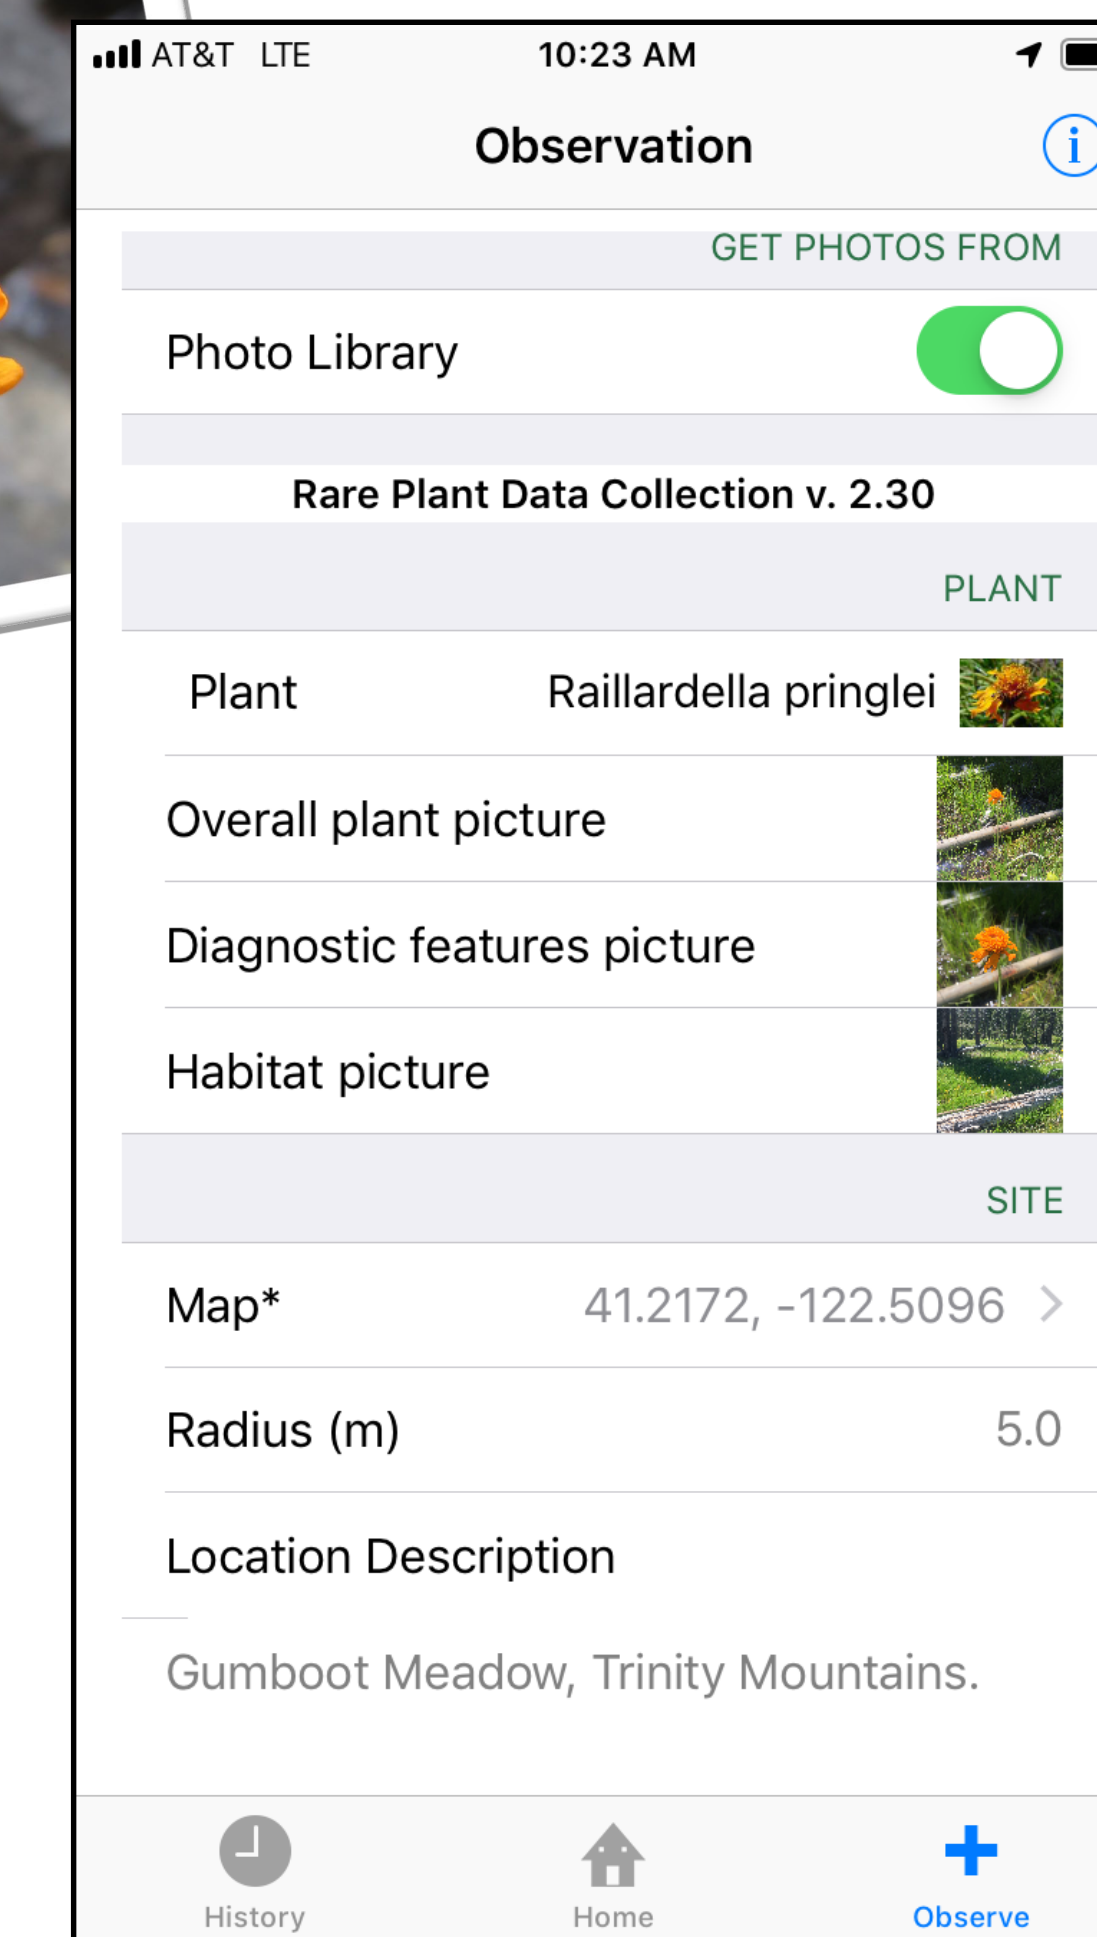 AT&T LTE 10:23 AM
Observation i
GET PHOTOS FROM
Photo Library
Rare Plant Data Collection v. 2.30
PLANT
Plant Raillardella pringlei
Overall plant picture
Diagnostic features picture
Habitat picture
SITE
Map* 41.2172, -122.5096
Radius (m) 5.0
Location Description
Gumboot Meadow, Trinity Mountains.
History Home Observe